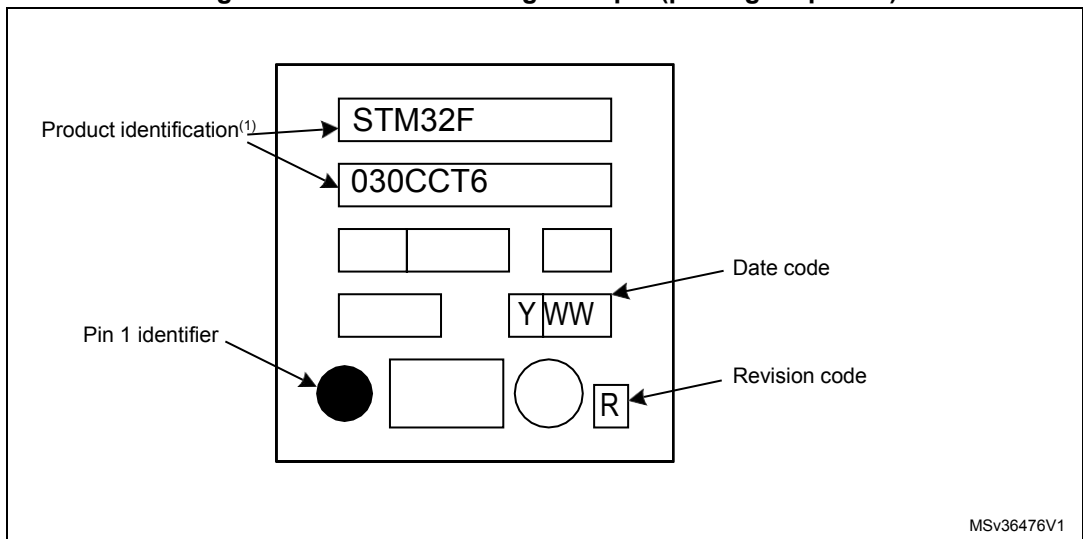 Product identification(1)
STM32F
030CCT6
Date code
Y WW
Pin 1 identifier
Revision code
R
MSv36476V1